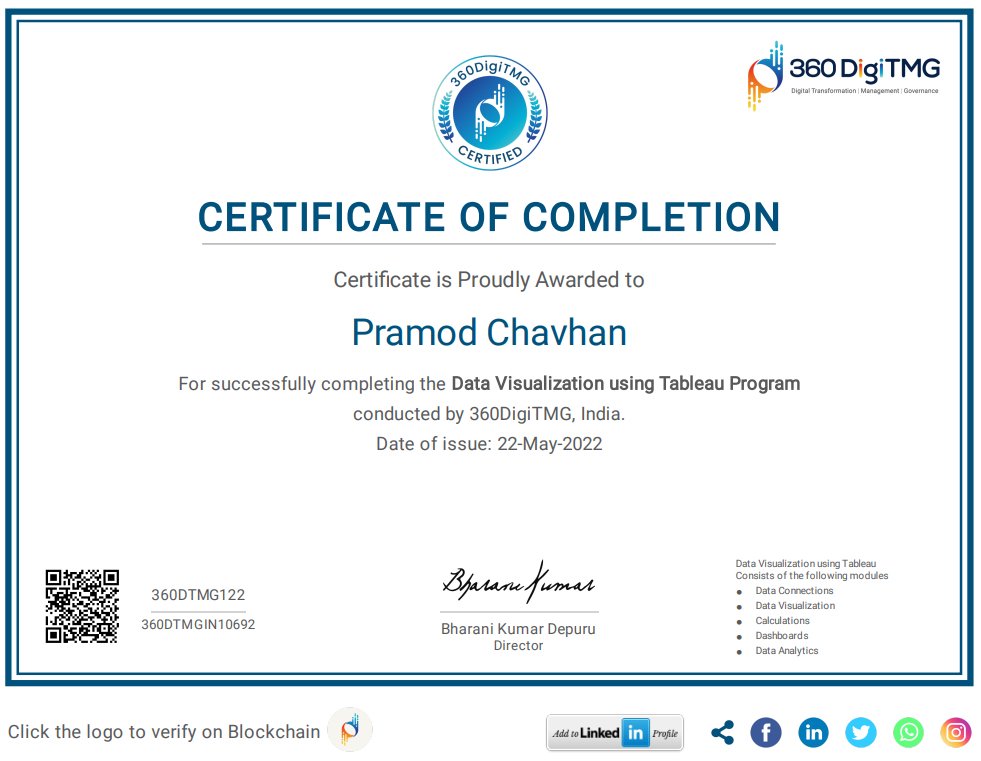 360DigiTMG
CERTIFIED
360 DigiTMG
Digital Transformation | Management | Governance
CERTIFICATE OF COMPLETION
Certificate is Proudly Awarded to
Pramod Chavhan
For successfully completing the Data Visualization using Tableau Program
conducted by 360DigiTMG, India.
Date of issue: 22-May-2022
360DTMG122
360DTMGIN10692
Bharani Kumar
Bharani Kumar Depuru
Director
Data Visualization using Tableau
Consists of the following modules
• Data Connections
• Data Visualization
• Calculations
• Dashboards
• Data Analytics
Click the logo to verify on Blockchain
Add to Linked in Profile
f
in